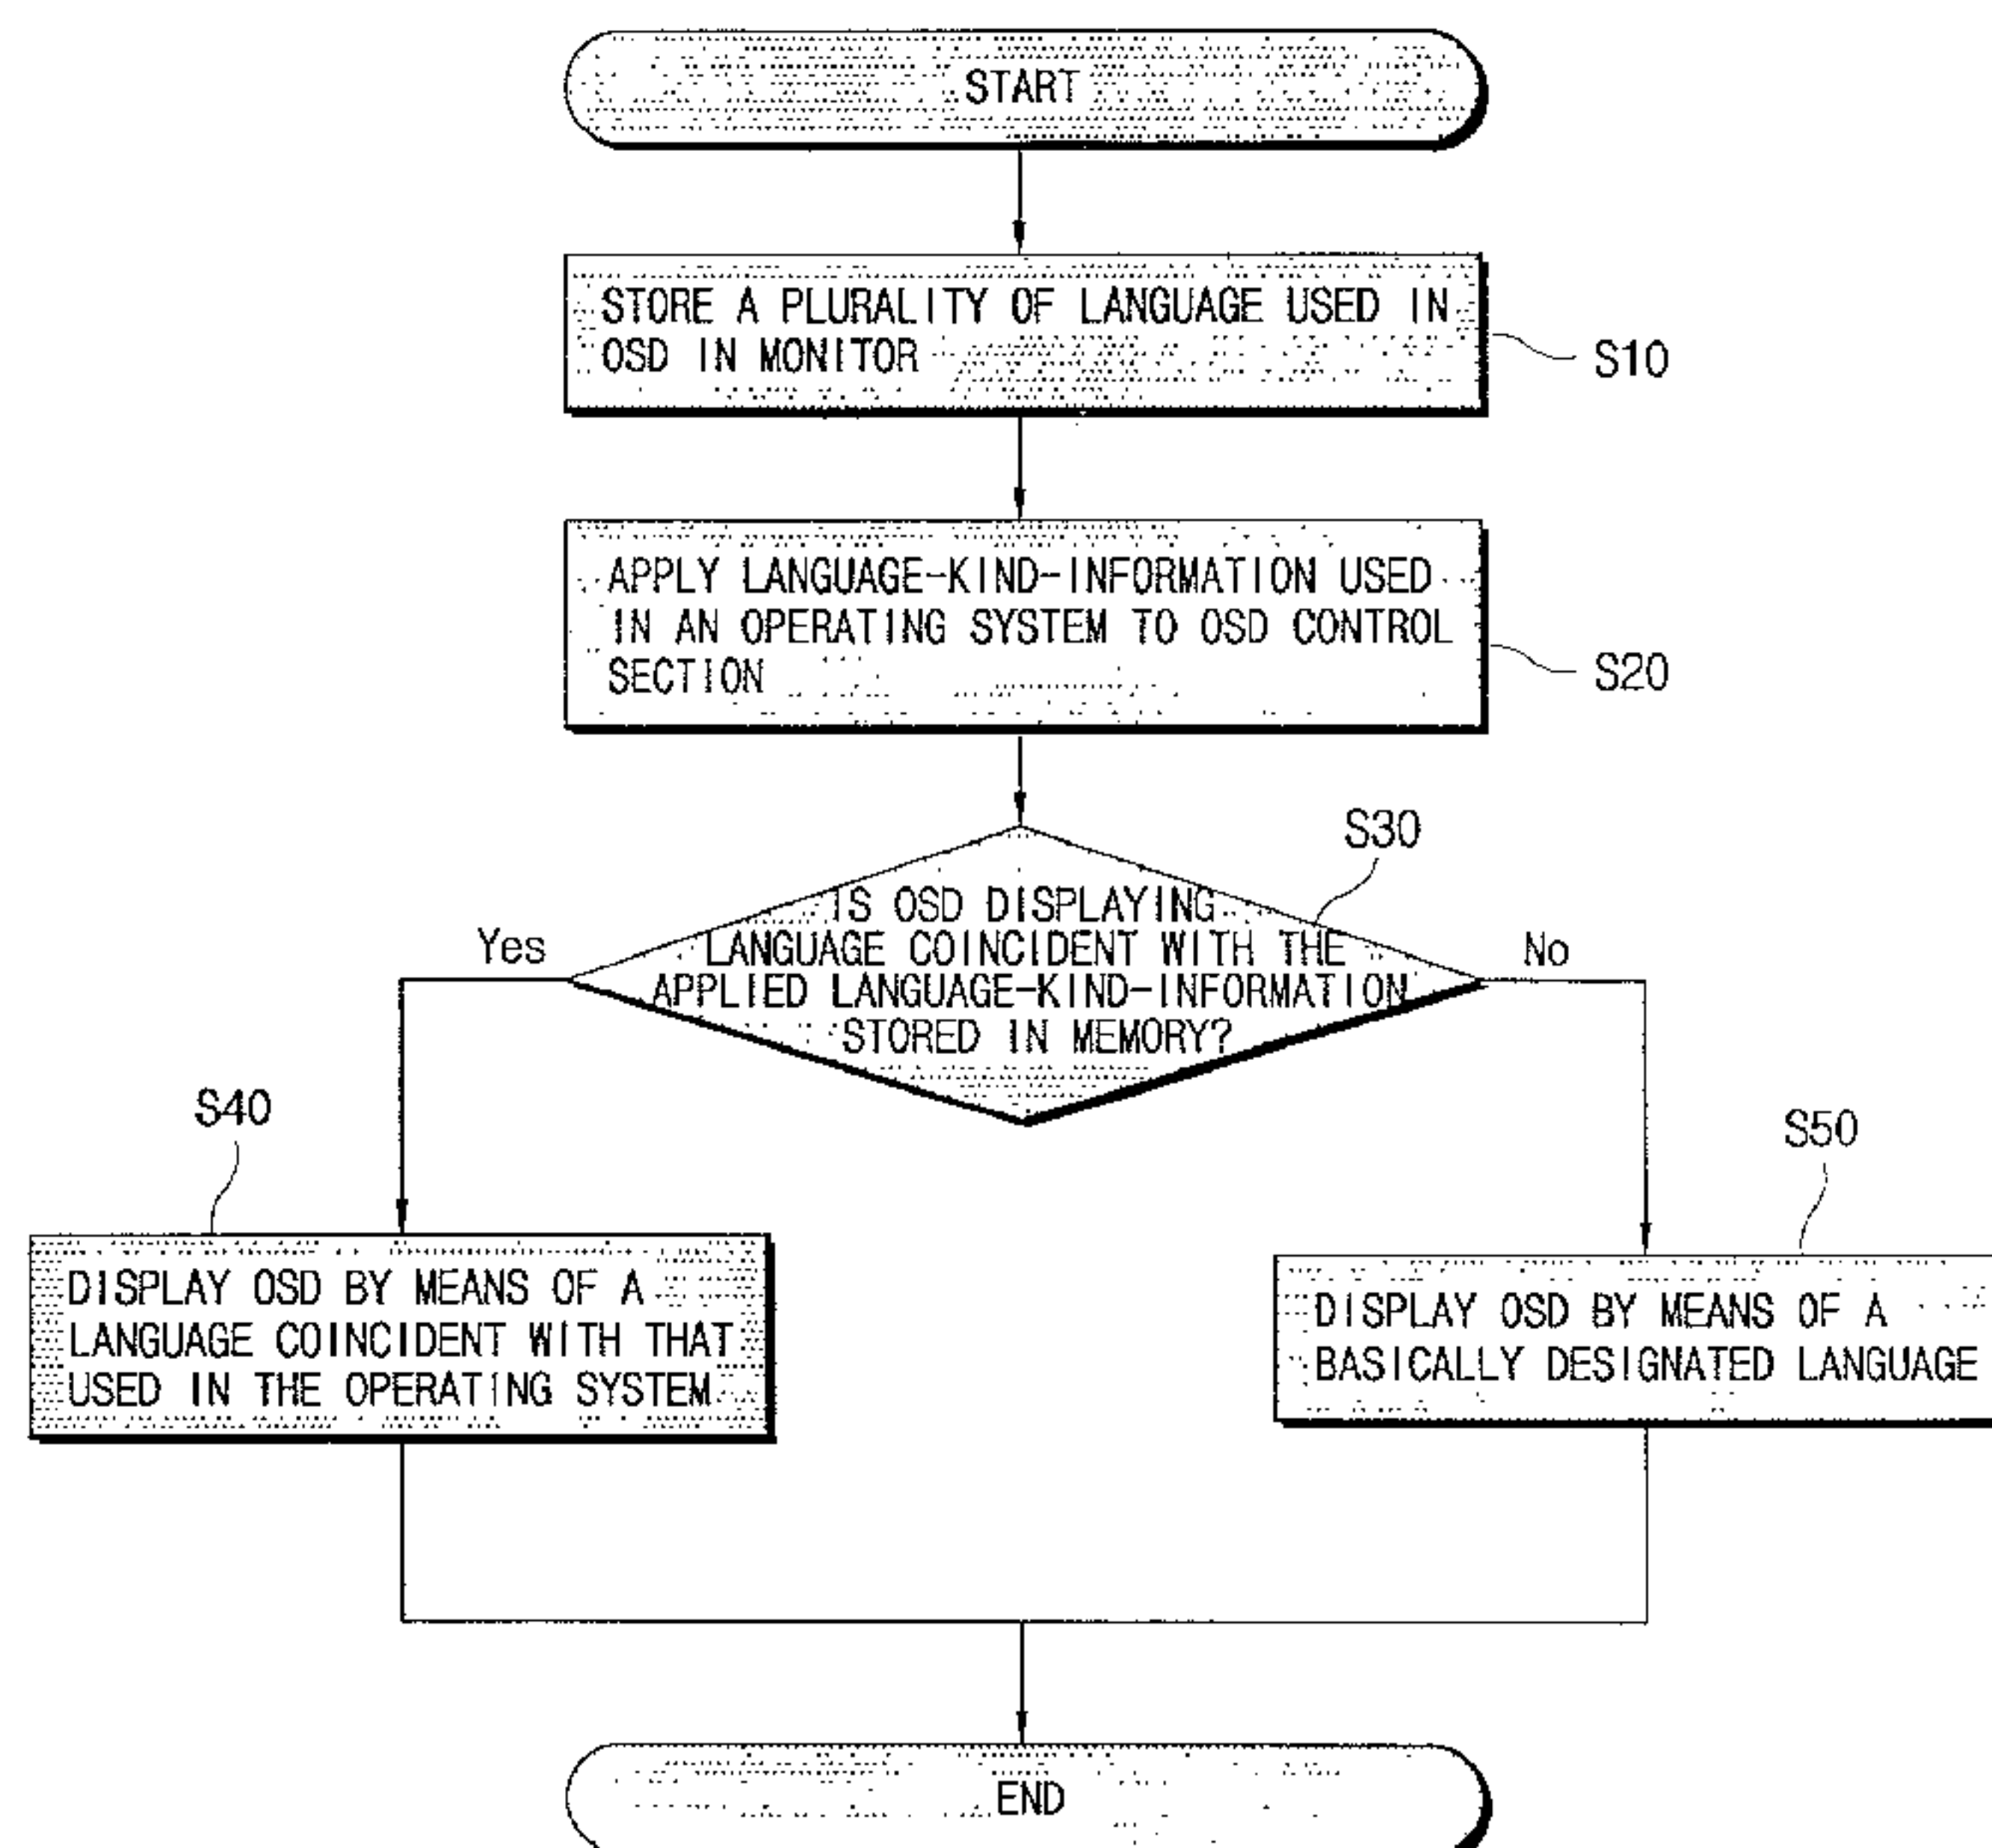 START
STORE A PLURALITY OF LANGUAGE USED IN
OSD IN MONITOR
S10
APPLY LANGUAGE-KIND-INFORMATION USED
IN AN OPERATING SYSTEM TO OSD CONTROL
SECTION
S20
S30
IS OSD DISPLAYING
LANGUAGE COINCIDENT WITH THE
APPLIED LANGUAGE-KIND-INFORMATION
STORED IN MEMORY?
Yes
No
S40
DISPLAY OSD BY MEANS OF A
LANGUAGE COINCIDENT WITH THAT
USED IN THE OPERATING SYSTEM
S50
DISPLAY OSD BY MEANS OF A
BASICALLY DESIGNATED LANGUAGE
END